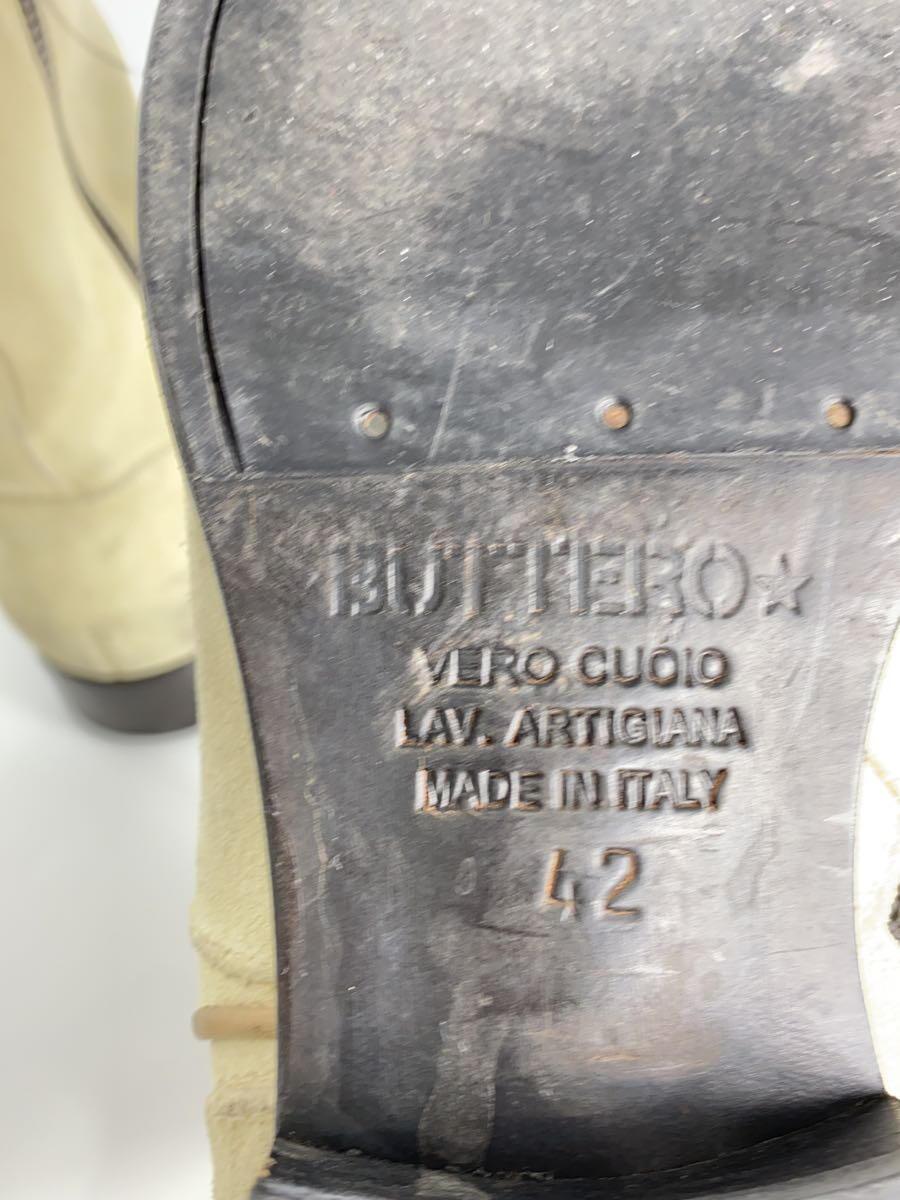 BUTTERO☆
VERO CUOIO
LAV. ARTIGIANA
MADE IN ITALY
42